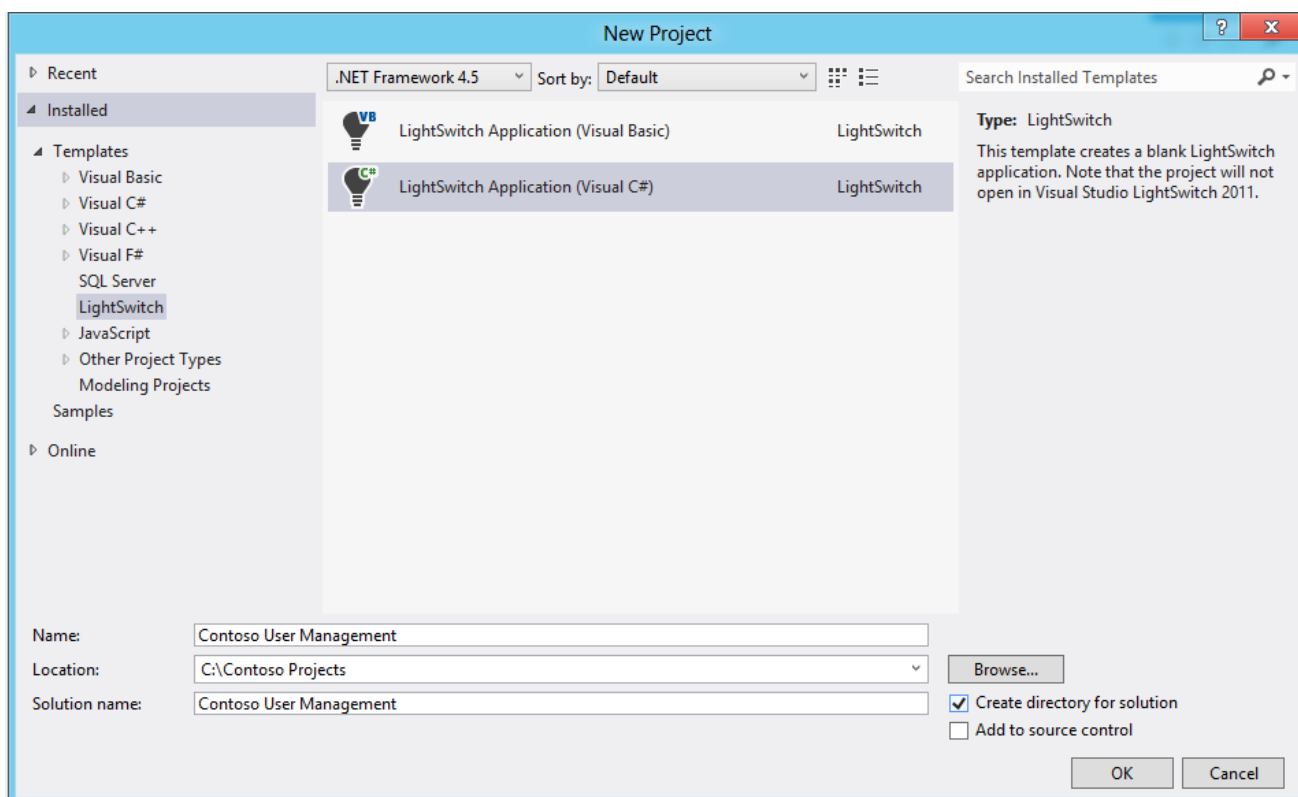 New Project
?
X
Recent
Installed
Templates
Visual Basic
Visual C#
Visual C++
Visual F#
SQL Server
LightSwitch
JavaScript
Other Project Types
Modeling Projects
Samples
Online
.NET Framework 4.5
Sort by:
Default
VB
LightSwitch Application (Visual Basic)
LightSwitch
C#
LightSwitch Application (Visual C#)
LightSwitch
Search Installed Templates
Type: LightSwitch
This template creates a blank LightSwitch
application. Note that the project will not
open in Visual Studio LightSwitch 2011.
Name:
Contoso User Management
Location:
C:\Contoso Projects
Browse...
Solution name:
Contoso User Management
Create directory for solution
Add to source control
OK
Cancel